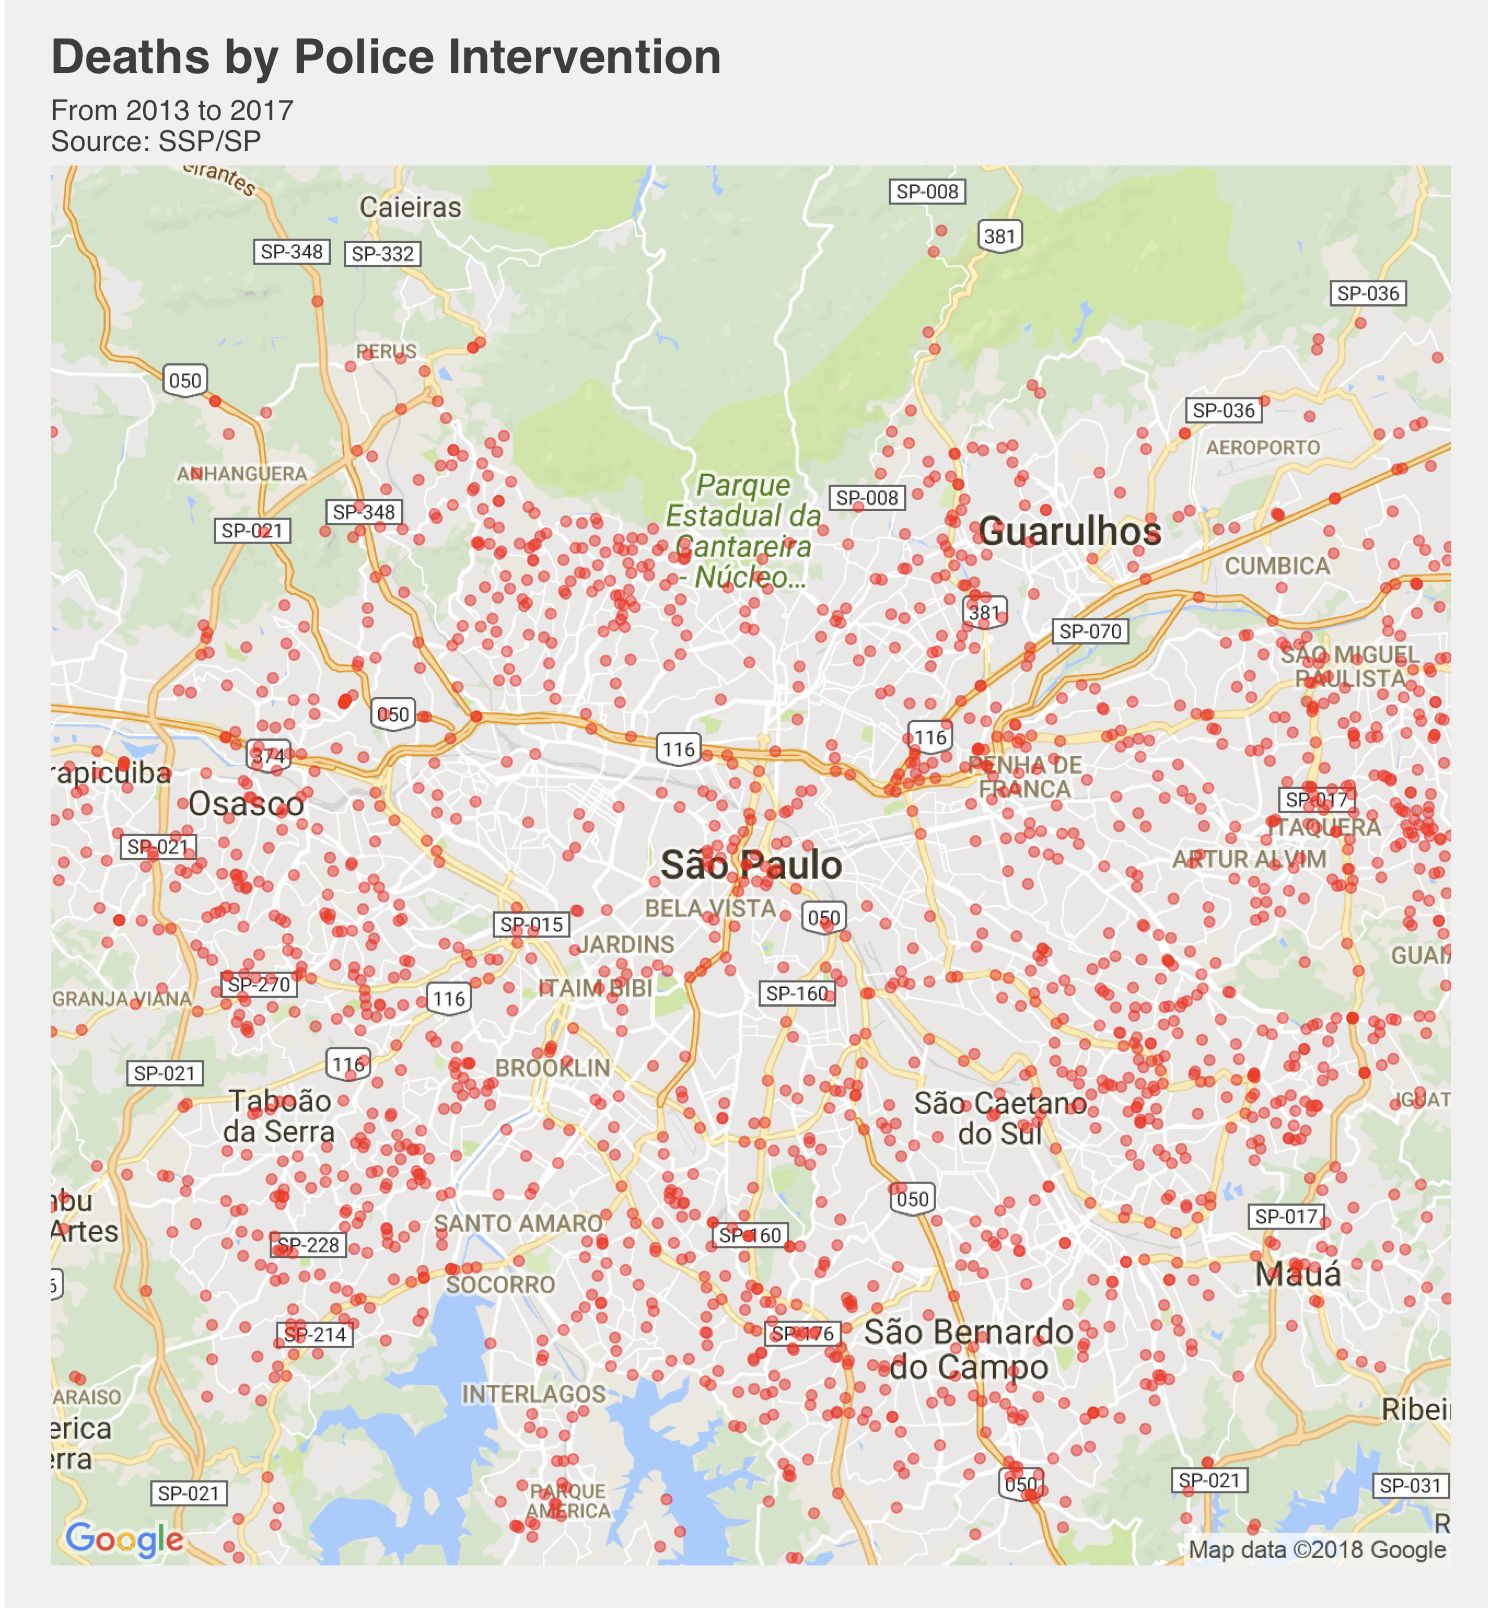 Deaths by Police Intervention
From 2013 to 2017
Source: SSP/SP
eirantes
SP-008
Caieiras
381
SP-348
SP-332
SP-036
PERUS
050
SP-036
AEROPORTO
ANHANGUERA
Parque
Estadual da
Cantareira
- Núcleo...
SP-008
SP-348
SP-021
Guarulhos
CUMBICA
381
SP-070
SÃO MIGUEL
PAULISTA
050
116
116
374
PENHA DE
FRANCA
rapicuiba
Osasco
SP-017
ITAQUERA
SP-021
ARTUR ALVIM
São Paulo
BELA VISTA
050
SP-015
JARDINS
GUAIA
SP-270
ITAIM BIBI
SP-160
GRANJA VIANA
116
116
BROOKLIN
SP-021
Taboão
da Serra
São Caetano
do Sul
IGUAT
050
nbu
Artes
SP-017
SANTO AMARO
SP-160
SP-228
Mauá
SOCORRO
6
SP-214
SP-176
São Bernardo
do Campo
INTERLAGOS
PARAISO
erica
erra
Ribeir
SP-021
050
SP-021
SP-031
PARQUE
AMERICA
R
Google
Map data ©2018 Google